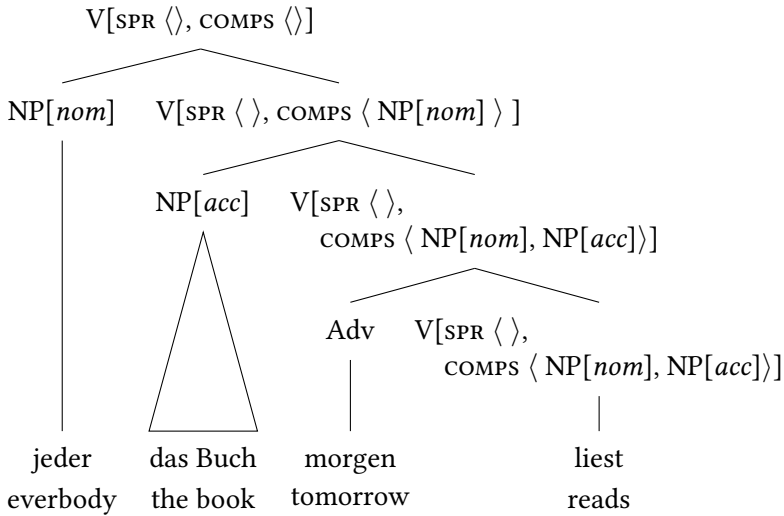 V[SPR ⟨⟩, COMPS ⟨⟩]
NP[nom] V[SPR ⟨ ⟩, COMPS ⟨ NP[nom] ⟩ ]
NP[acc] V[SPR ⟨ ⟩,
COMPS ⟨ NP[nom], NP[acc]⟩]
Adv V[SPR ⟨ ⟩,
COMPS ⟨ NP[nom], NP[acc]⟩]
jeder das Buch morgen liest
everbody the book tomorrow reads